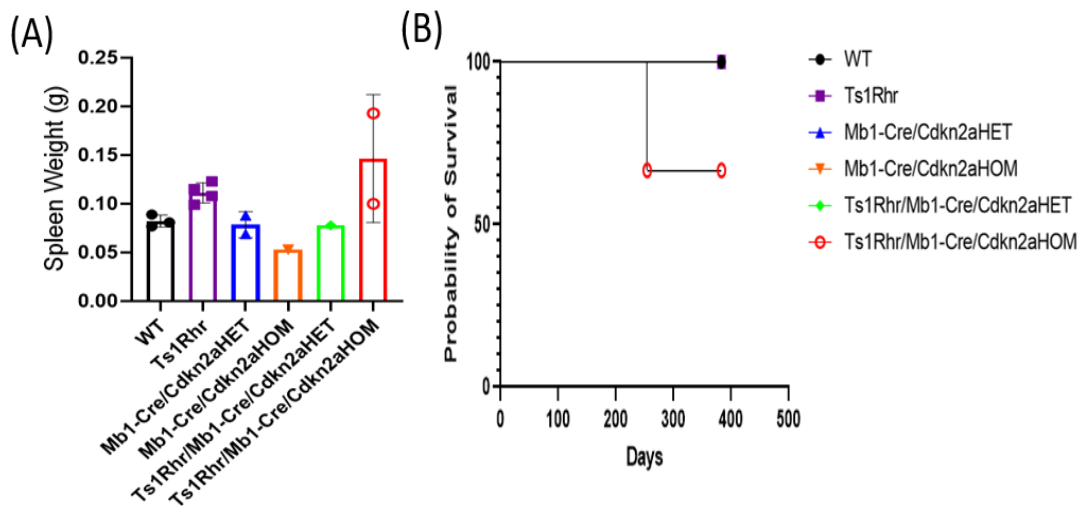 (A)
Spleen Weight (g)
0.25
0.20
0.15
0.10
0.05
0.00
WT
Ts1Rhr
Mb1-Cre/Cdkn2aHET
Mb1-Cre/Cdkn2aHOM
Ts1Rhr/Mb1-Cre/Cdkn2aHET
Ts1Rhr/Mb1-Cre/Cdkn2aHOM
(B)
Probability of Survival
100
50
0
0 100 200 300 400 500
Days
WT
Ts1Rhr
Mb1-Cre/Cdkn2aHET
Mb1-Cre/Cdkn2aHOM
Ts1Rhr/Mb1-Cre/Cdkn2aHET
Ts1Rhr/Mb1-Cre/Cdkn2aHOM